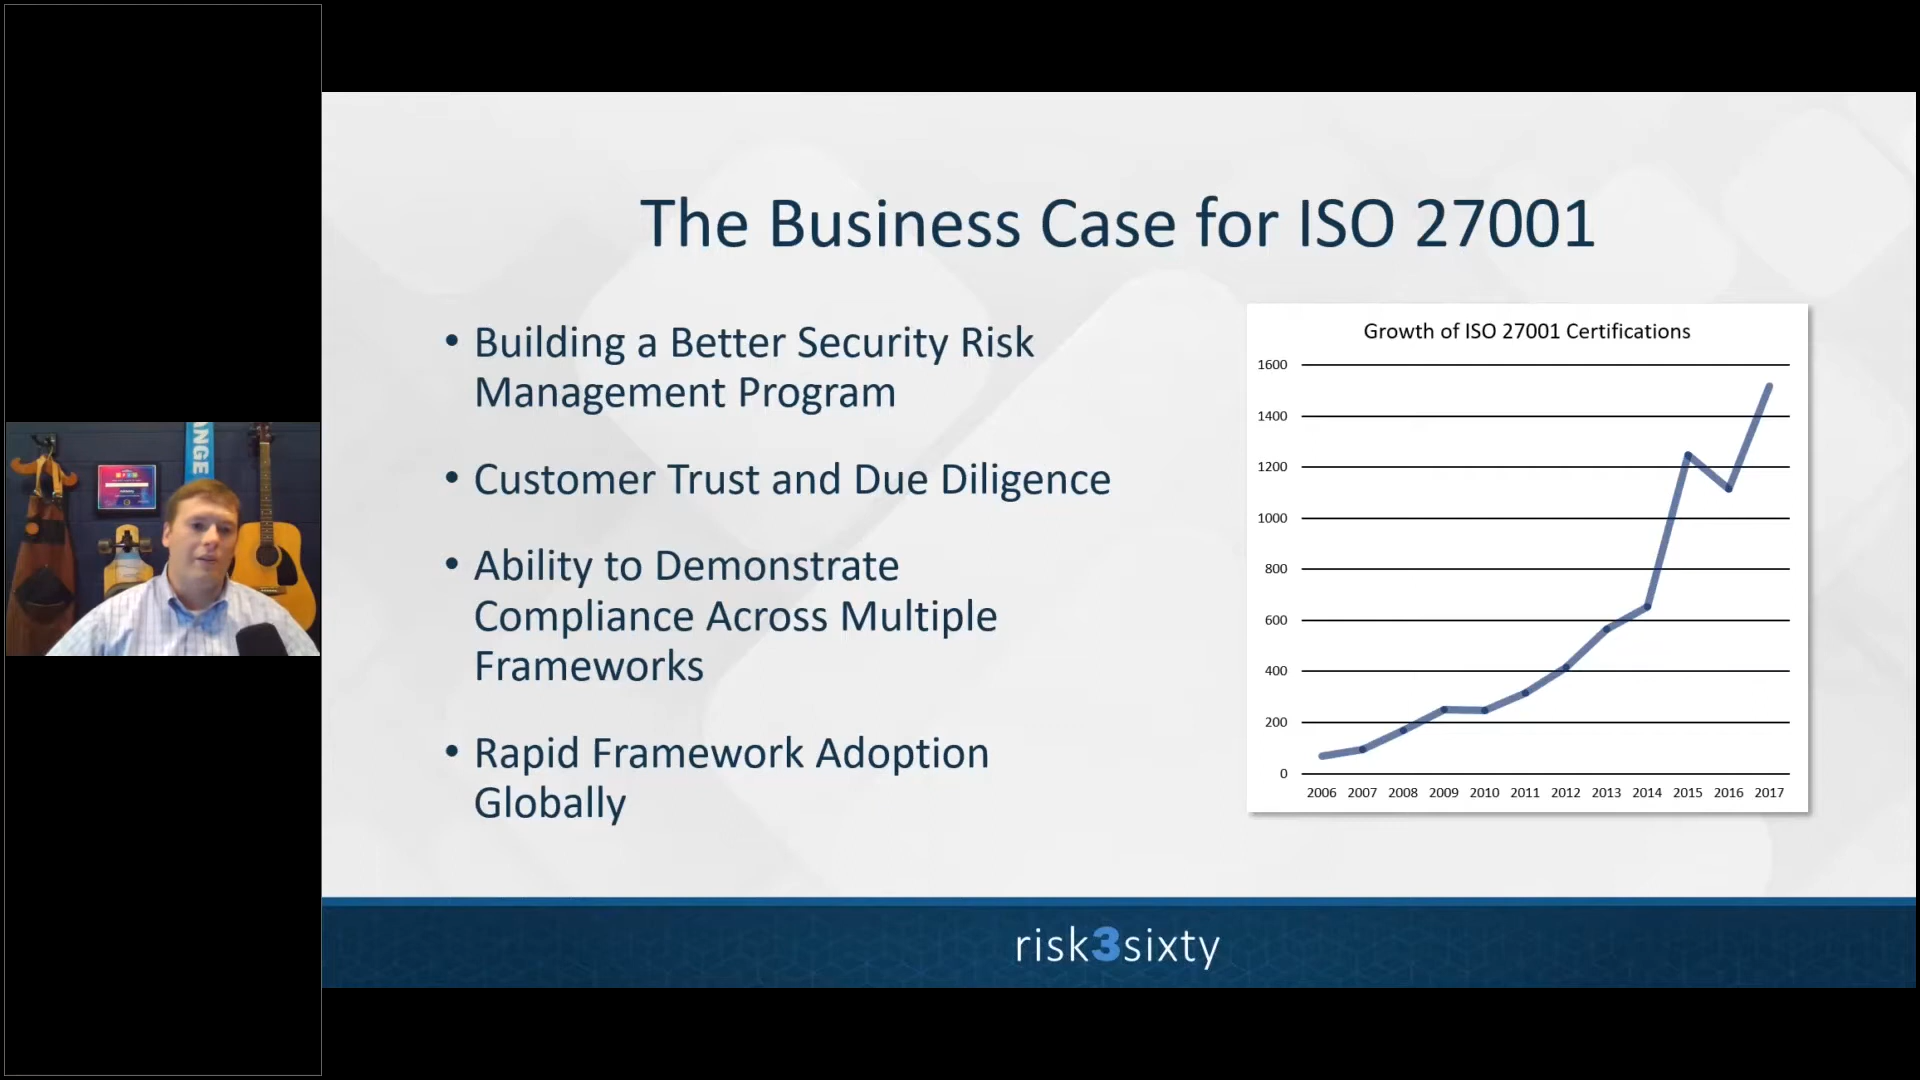 The Business Case for ISO 27001
• Building a Better Security Risk
Management Program
• Customer Trust and Due Diligence
• Ability to Demonstrate
Compliance Across Multiple
Frameworks
• Rapid Framework Adoption
Globally
Growth of ISO 27001 Certifications
1600
1400
1200
1000
800
600
400
200
0
2006 2007 2008 2009 2010 2011 2012 2013 2014 2015 2016 2017
ANGE
risk3sixty